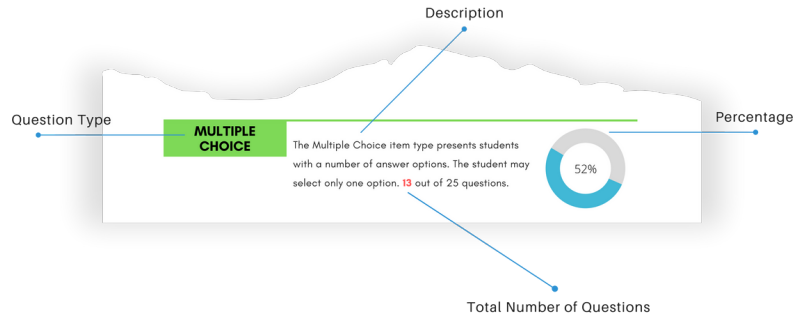 Description
Question Type
Percentage
MULTIPLE
CHOICE
The Multiple Choice item type presents students
with a number of answer options. The student may
select only one option. 13 out of 25 questions.
52%
Total Number of Questions